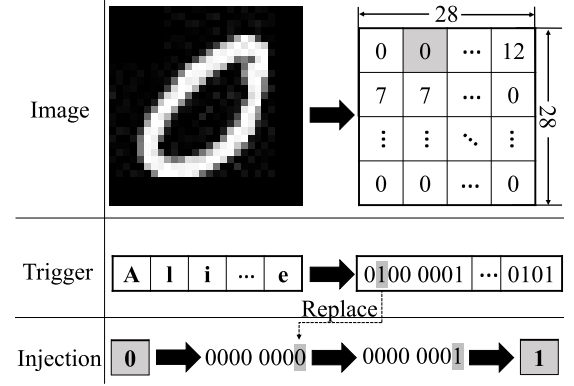 28
Image
0 0 ... 12
7 7 ... 0
⋮ ⋮ ⋱ ⋮
0 0 ... 0
28
Trigger
A l i ... e
0100 0001 ... 0101
Replace
Injection
0
0000 0000
0000 0001
1